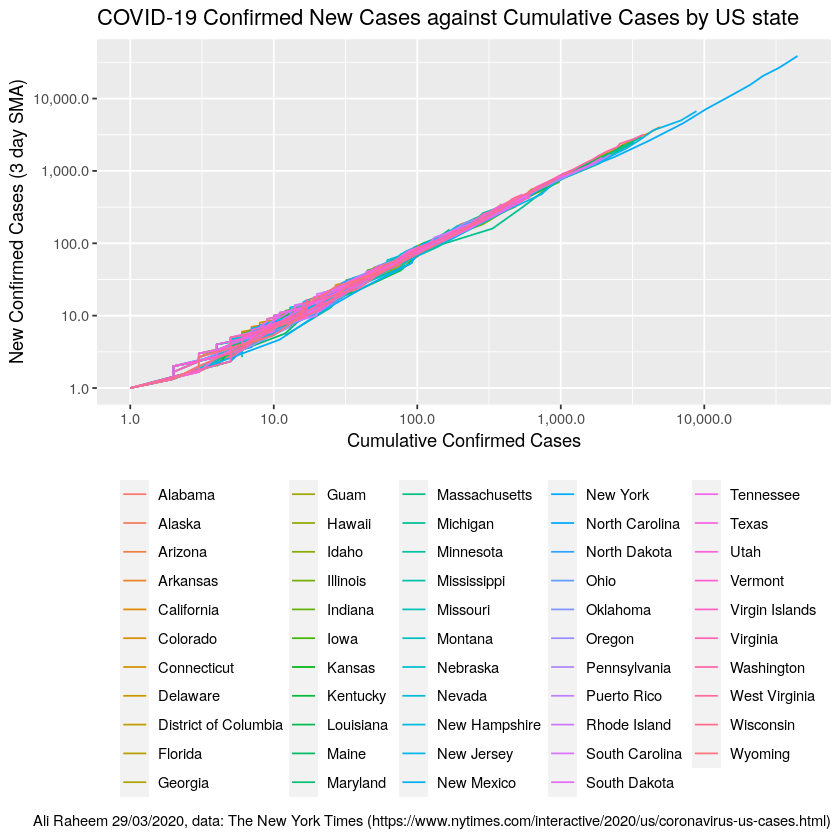 COVID-19 Confirmed New Cases against Cumulative Cases by US state
New Confirmed Cases (3 day SMA)
10,000.0
1,000.0
100.0
10.0
1.0
1.0 10.0 100.0 1,000.0 10,000.0
Cumulative Confirmed Cases
Alabama Guam Massachusetts New York Tennessee
Alaska Hawaii Michigan North Carolina Texas
Arizona Idaho Minnesota North Dakota Utah
Arkansas Illinois Mississippi Ohio Vermont
California Indiana Missouri Oklahoma Virgin Islands
Colorado Iowa Montana Oregon Virginia
Connecticut Kansas Nebraska Pennsylvania Washington
Delaware Kentucky Nevada Puerto Rico West Virginia
District of Columbia Louisiana New Hampshire Rhode Island Wisconsin
Florida Maine New Jersey South Carolina Wyoming
Georgia Maryland New Mexico South Dakota
Ali Raheem 29/03/2020, data: The New York Times (https://www.nytimes.com/interactive/2020/us/coronavirus-us-cases.html)